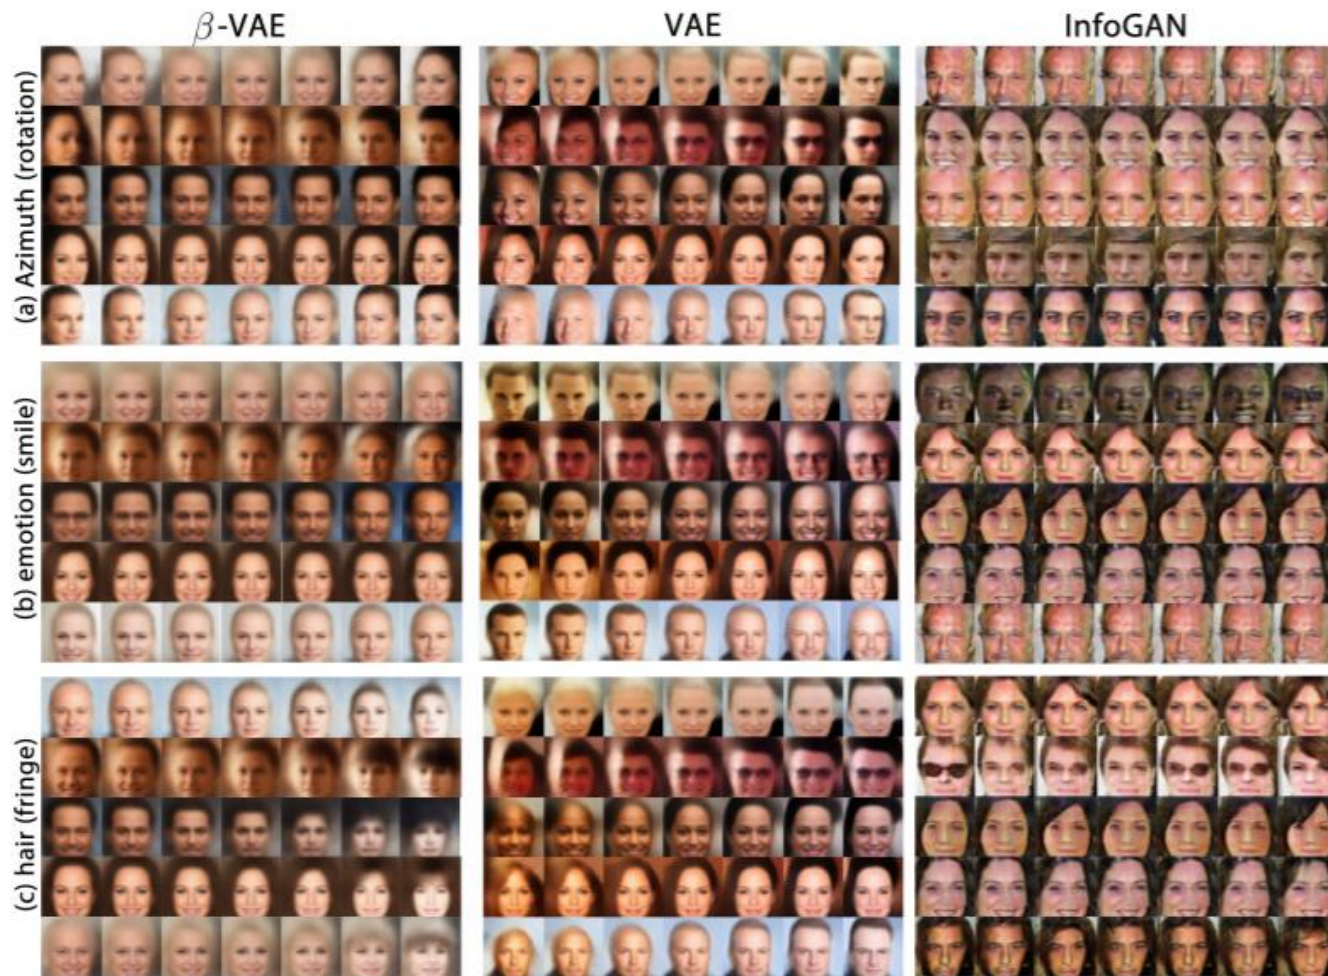 β-VAE
VAE
InfoGAN
(a) Azimuth (rotation)
(b) emotion (smile)
(c) hair (fringe)